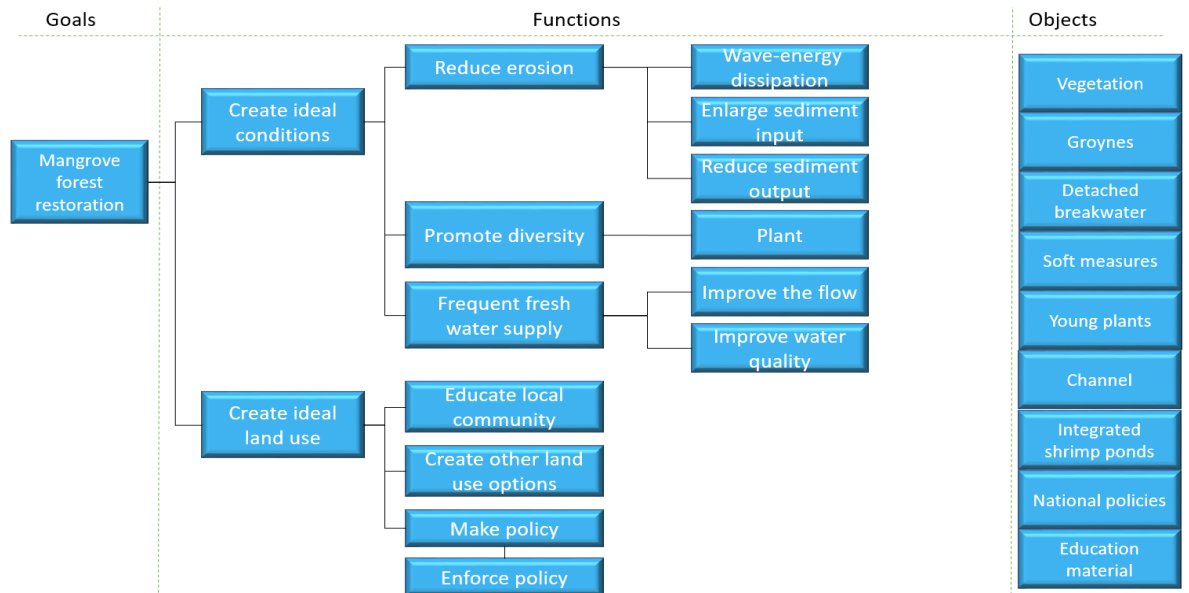 Goals
Functions
Objects
Mangrove
forest
restoration
Create ideal
conditions
Create ideal
land use
Reduce erosion
Promote diversity
Frequent fresh
water supply
Educate local
community
Create other land
use options
Make policy
Enforce policy
Wave-energy
dissipation
Enlarge sediment
input
Reduce sediment
output
Plant
Improve the flow
Improve water
quality
Vegetation
Groynes
Detached
breakwater
Soft measures
Young plants
Channel
Integrated
shrimp ponds
National policies
Education
material